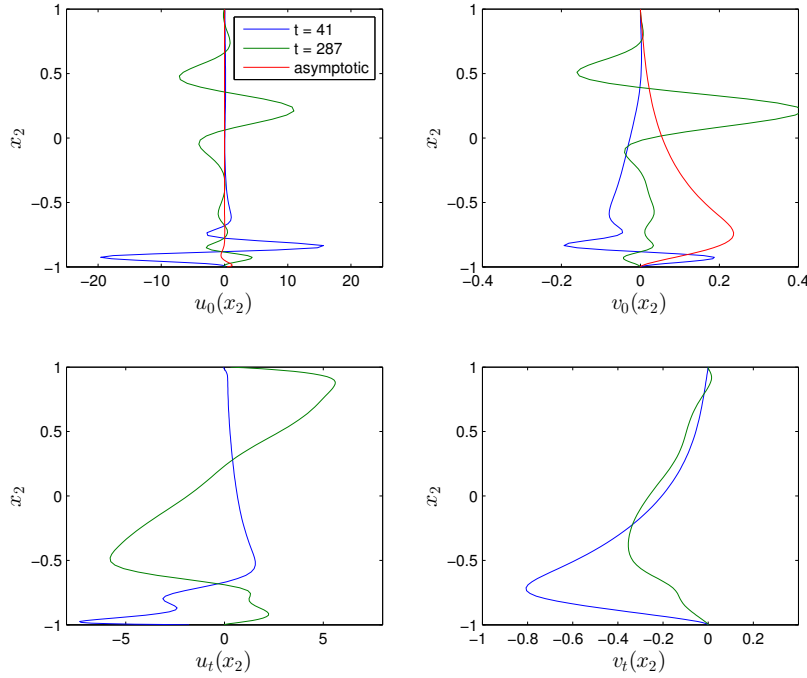 1
0.5
0
−0.5
−1
x₂
−20 −10 0 10 20
u₀(x₂)
t = 41
t = 287
asymptotic
1
0.5
0
−0.5
−1
x₂
−0.4 −0.2 0 0.2 0.4
v₀(x₂)
1
0.5
0
−0.5
−1
x₂
−5 0 5
uₜ(x₂)
1
0.5
0
−0.5
−1
x₂
−1 −0.8 −0.6 −0.4 −0.2 0 0.2
vₜ(x₂)